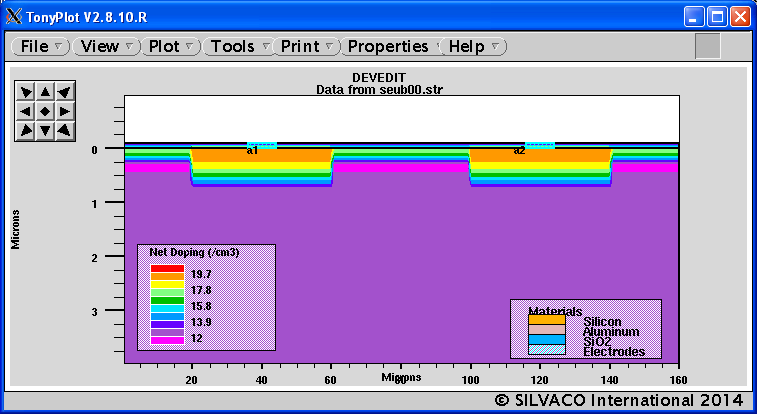 TonyPlot V2.8.10.R
File View Plot Tools Print Properties Help
DEVEDIT
Data from seub00.str
0
1
2
3
Microns
a1 a2
Net Doping (/cm3)
19.7
17.8
15.8
13.9
12
Materials
Silicon
Aluminum
SiO2
Electrodes
20 40 60 80 100 120 140 160
Microns
© SILVACO International 2014